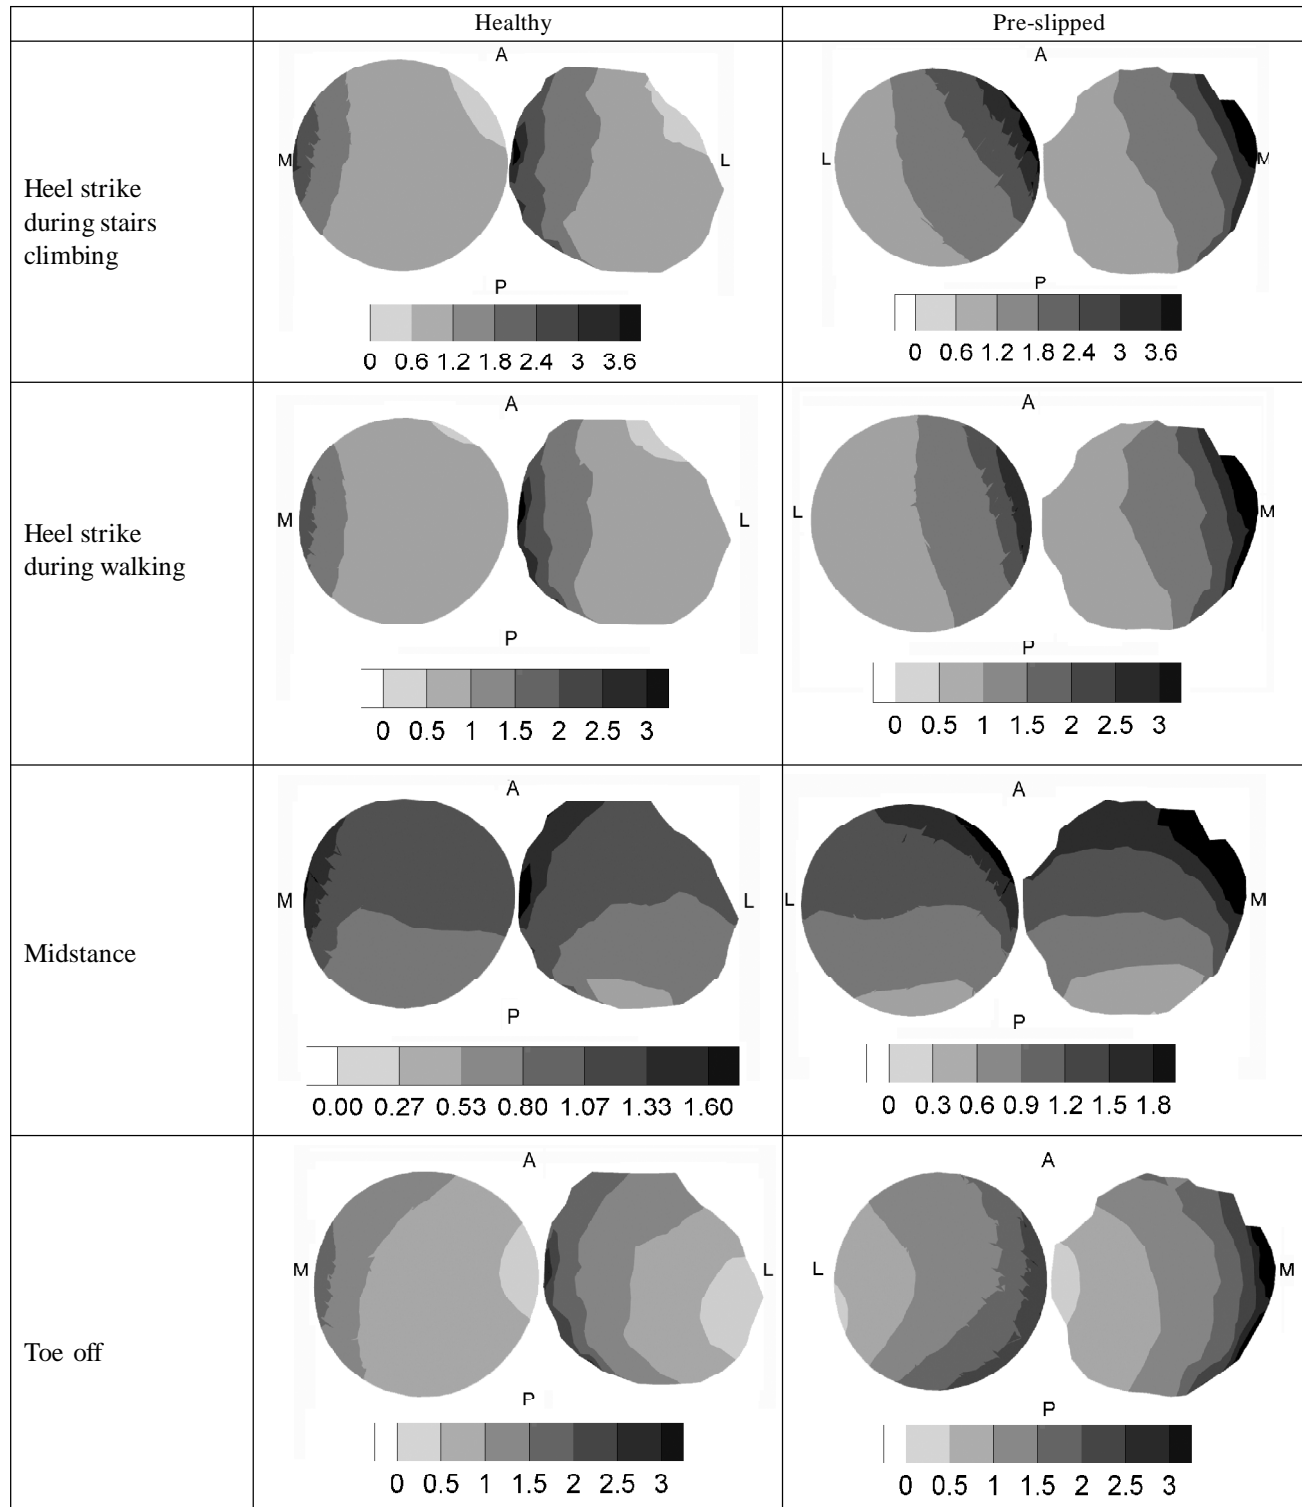 Healthy
Pre-slipped
Heel strike
during stairs
climbing
A
M
L
P
0 0.6 1.2 1.8 2.4 3 3.6
A
L
M
P
0 0.6 1.2 1.8 2.4 3 3.6
Heel strike
during walking
A
M
L
P
0 0.5 1 1.5 2 2.5 3
A
L
M
P
0 0.5 1 1.5 2 2.5 3
Midstance
A
M
L
P
0.00 0.27 0.53 0.80 1.07 1.33 1.60
A
L
M
P
0 0.3 0.6 0.9 1.2 1.5 1.8
Toe off
A
M
L
P
0 0.5 1 1.5 2 2.5 3
A
L
M
P
0 0.5 1 1.5 2 2.5 3